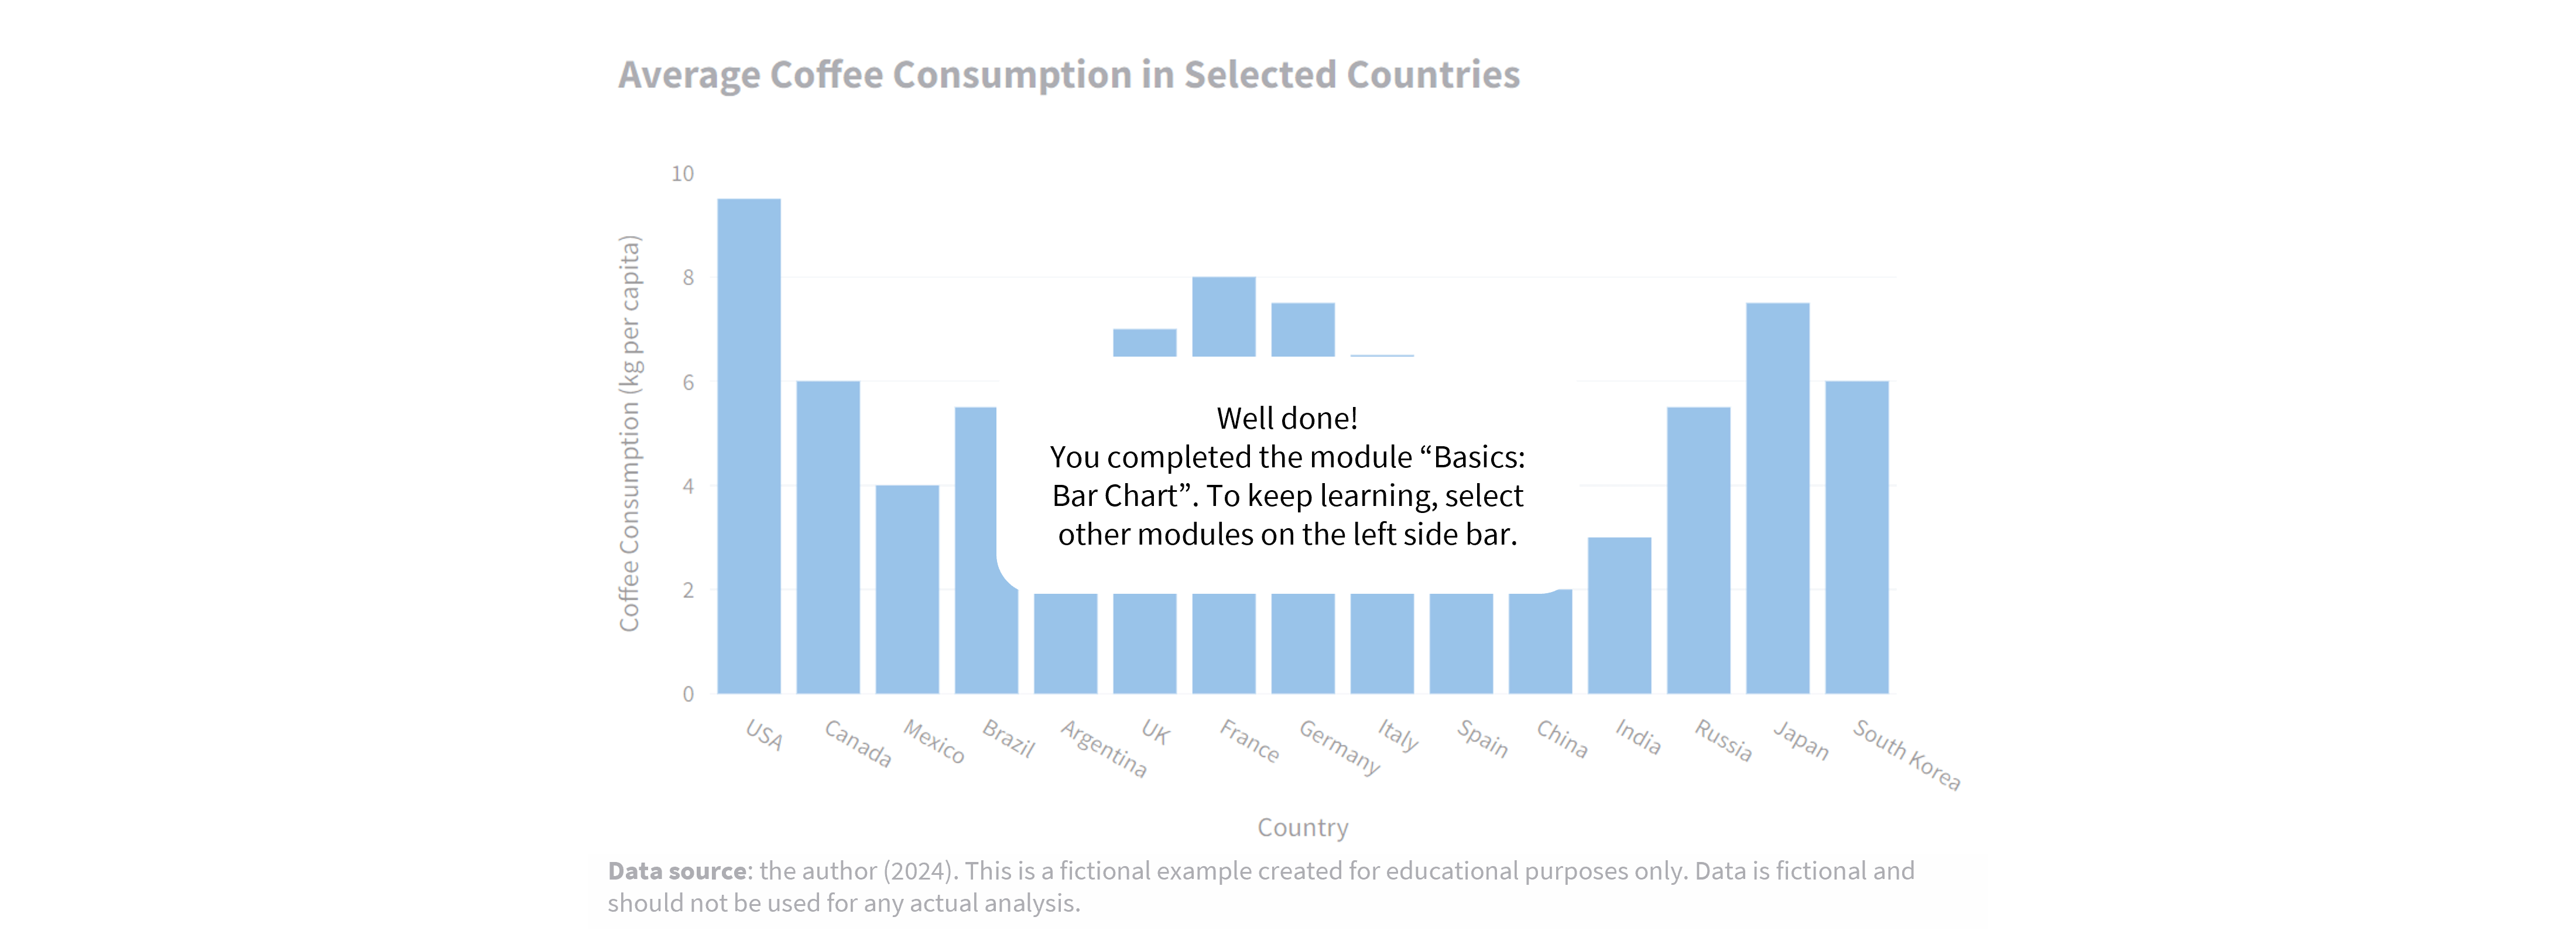 Average Coffee Consumption in Selected Countries
10
8
6
4
2
0
Coffee Consumption (kg per capita)
Well done!
You completed the module “Basics:
Bar Chart”. To keep learning, select
other modules on the left side bar.
USA
Canada
Mexico
Brazil
Argentina
UK
France
Germany
Italy
Spain
China
India
Russia
Japan
South Korea
Country
Data source: the author (2024). This is a fictional example created for educational purposes only. Data is fictional and
should not be used for any actual analysis.